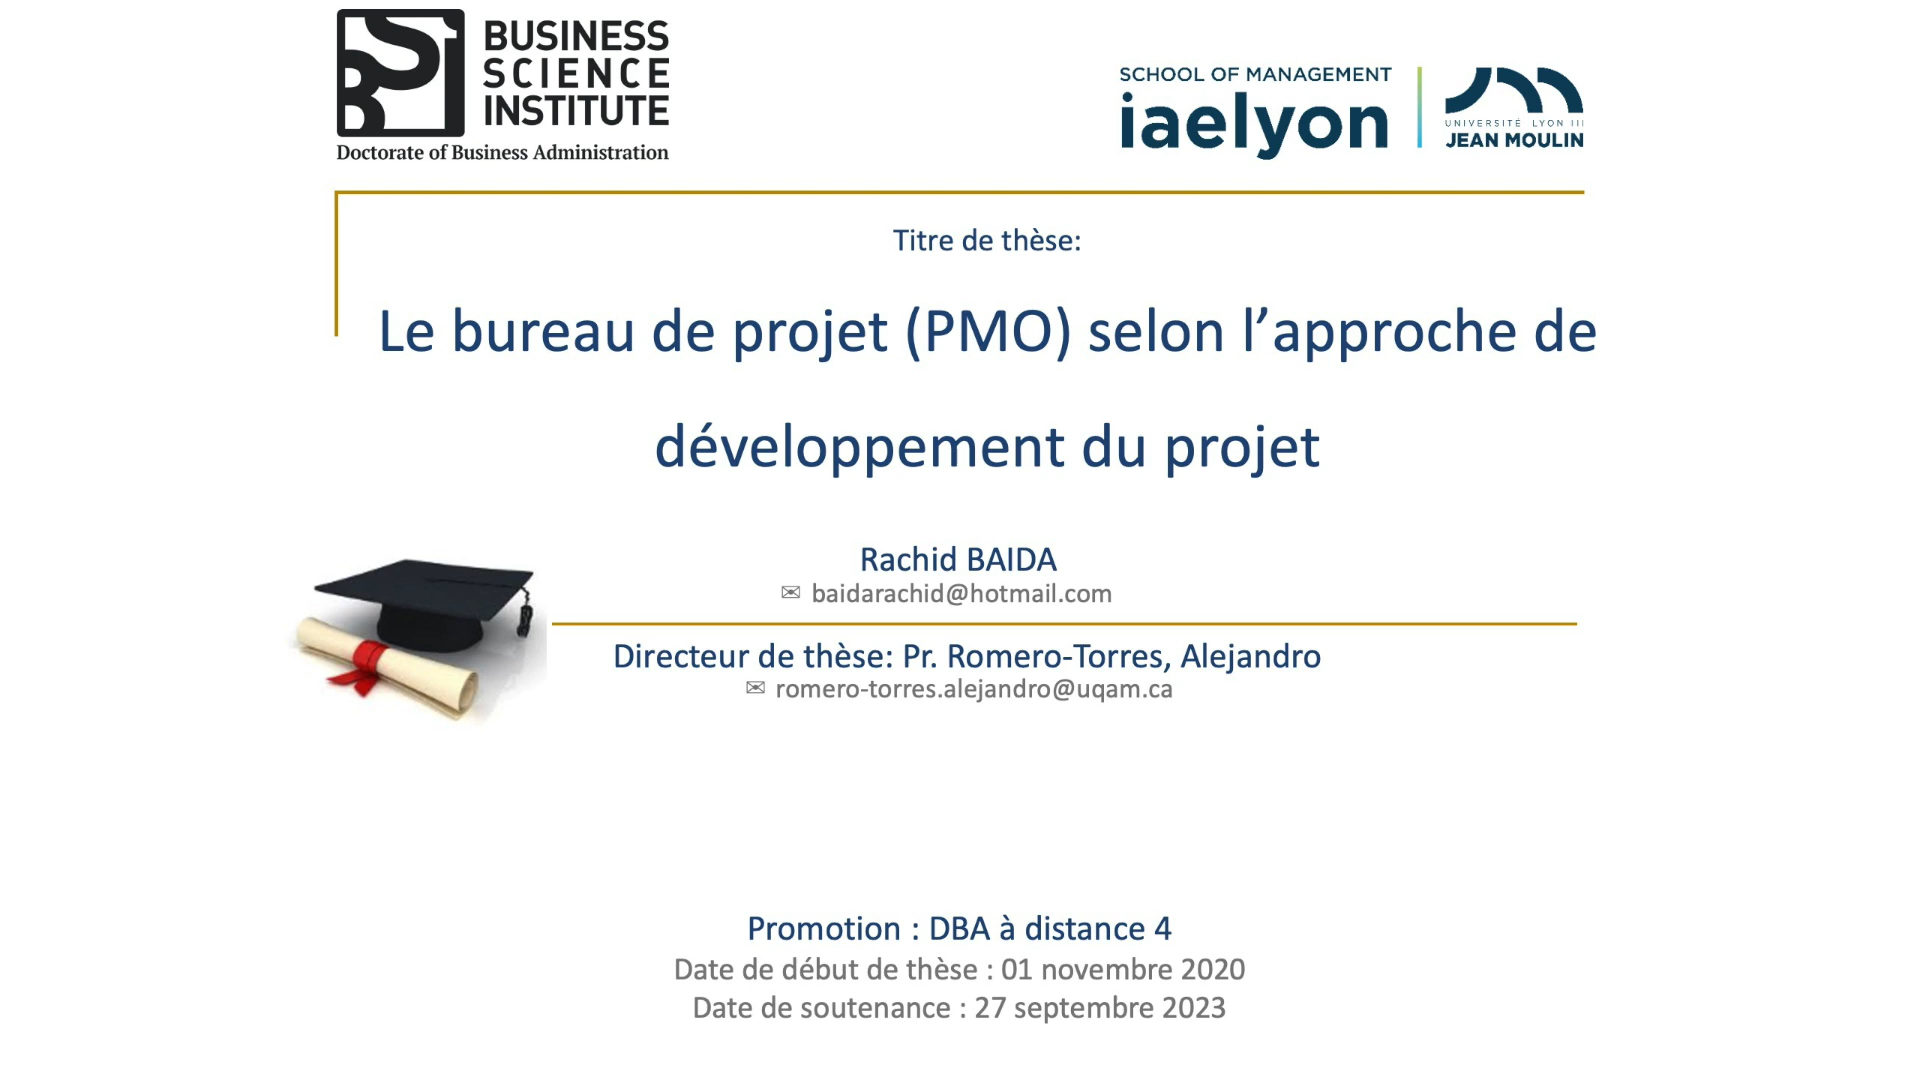 BSi
BUSINESS
SCIENCE
INSTITUTE
Doctorate of Business Administration
SCHOOL OF MANAGEMENT
iaelyon
UNIVERSITÉ LYON III
JEAN MOULIN
Titre de thèse:
Le bureau de projet (PMO) selon l’approche de
développement du projet
Rachid BAIDA
✉ baidarachid@hotmail.com
Directeur de thèse: Pr. Romero-Torres, Alejandro
✉ romero-torres.alejandro@uqam.ca
Promotion : DBA à distance 4
Date de début de thèse : 01 novembre 2020
Date de soutenance : 27 septembre 2023